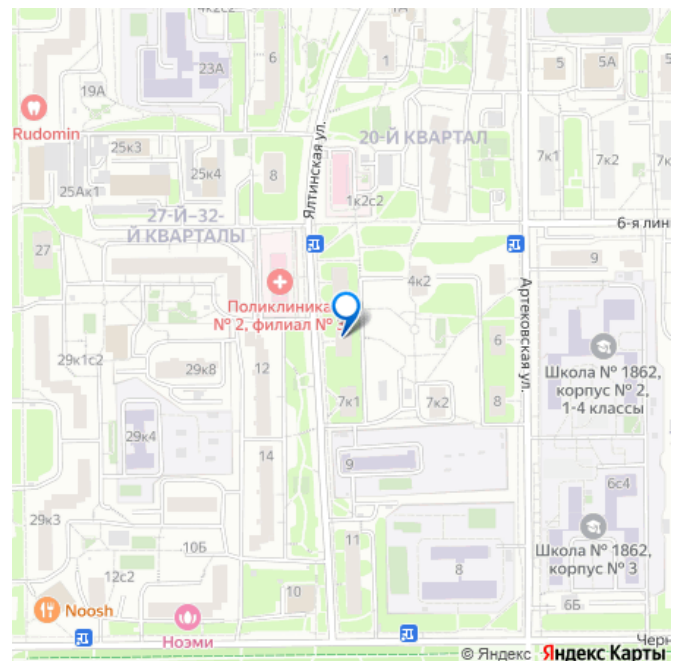 4к2с2
1А
23А
6
1
5
5А
19А
Rudomin
25к3
20-Й КВАРТАЛ
Ялтинская ул.
7к1
7к2
7к
25к4
8
25Ак1
1к2с2
27-Й–32-
Й КВАРТАЛЫ
6-я лин
27
9
4к2
Поликлиника
№ 2, филиал № 3
Артековская ул.
6
29к1с2
29к8
12
Школа № 1862,
корпус № 2,
1-4 классы
7к1
7к2
8
29к4
14
9
6с4
29к3
10Б
11
Школа № 1862,
корпус № 3
8
12с2
10
6Б
Noosh
Ноэми
Черн
© Яндекс Яндекс Карты